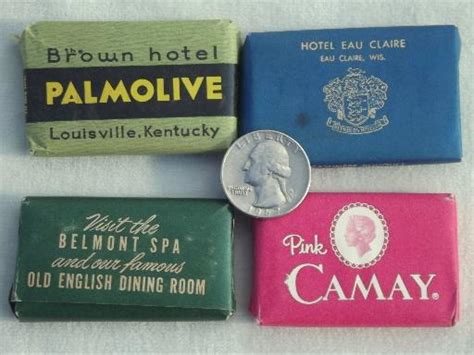 The
Brown hotel
PALMOLIVE
Louisville, Kentucky
HOTEL EAU CLAIRE
EAU CLAIRE, WIS.
LIBERTY
Visit the
BELMONT SPA
and our famous
OLD ENGLISH DINING ROOM
Pink
CAMAY®